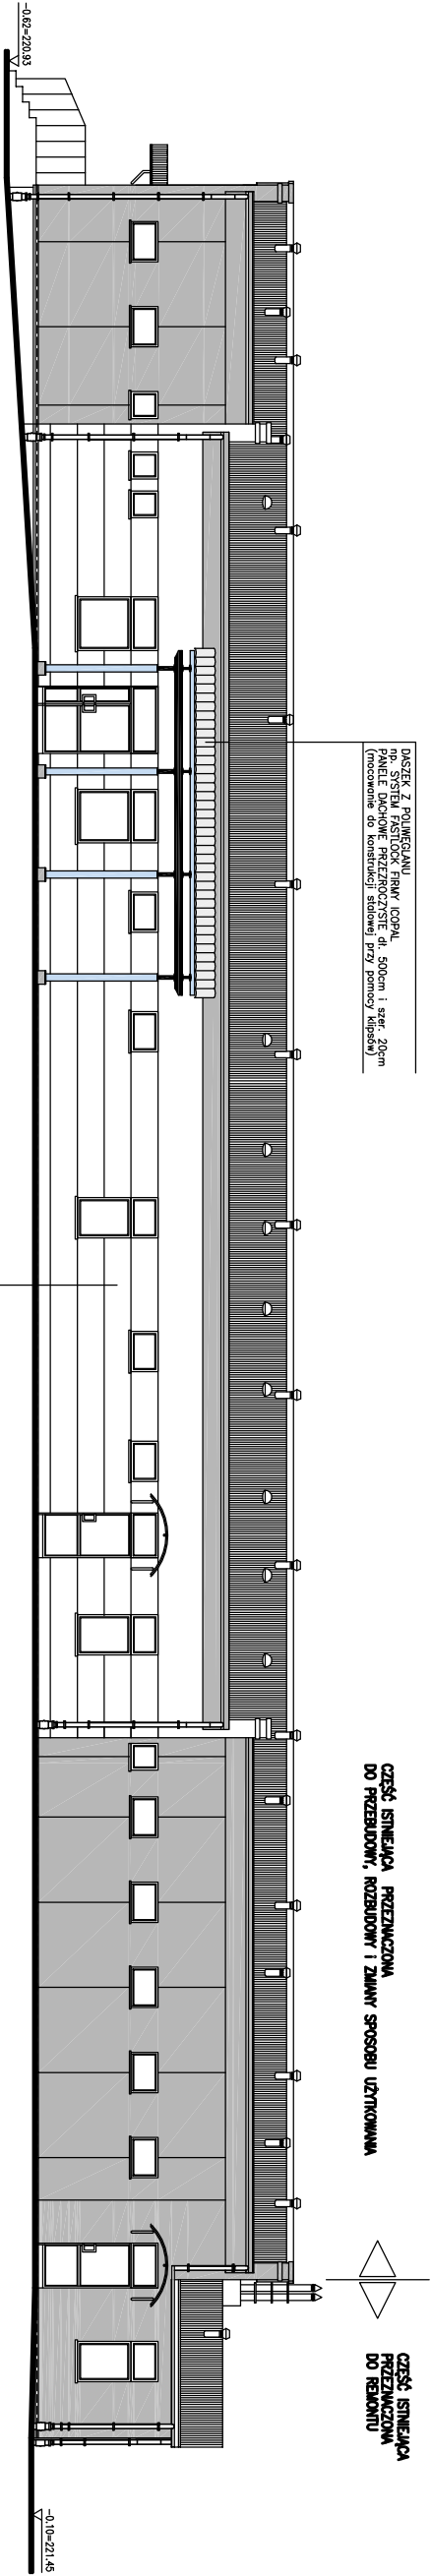 -0.62=220.93
DASZEK Z POLIWĘGLANU
np. SYSTEM FASTLOCK FIRMY ICOPAL
PANELE DACHOWE PRZEZROCZYSTE dł. 500cm i szer. 20cm
(mocowanie do konstrukcji stalowej przy pomocy klipsów)
CZĘŚĆ ISTNIEJĄCA PRZEZNACZONA
DO PRZEBUDOWY, ROZBUDOWY I ZMIANY SPOSOBU UŻYTKOWANIA
CZĘŚĆ ISTNIEJĄCA
PRZEZNACZONA
DO REMONTU
-0.10=221.45